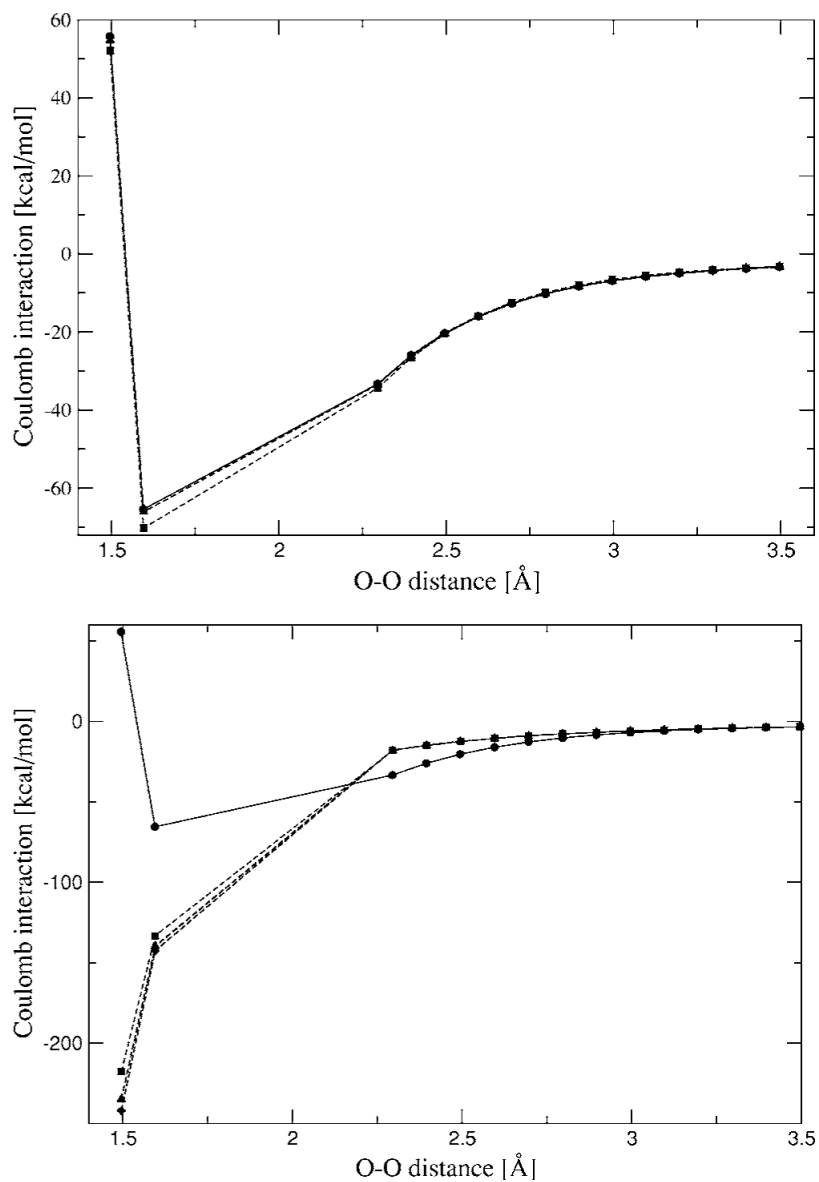 60
40
20
0
-20
-40
-60
Coulomb interaction [kcal/mol]
1.5 2 2.5 3 3.5
O-O distance [Å]
0
-100
-200
Coulomb interaction [kcal/mol]
1.5 2 2.5 3 3.5
O-O distance [Å]